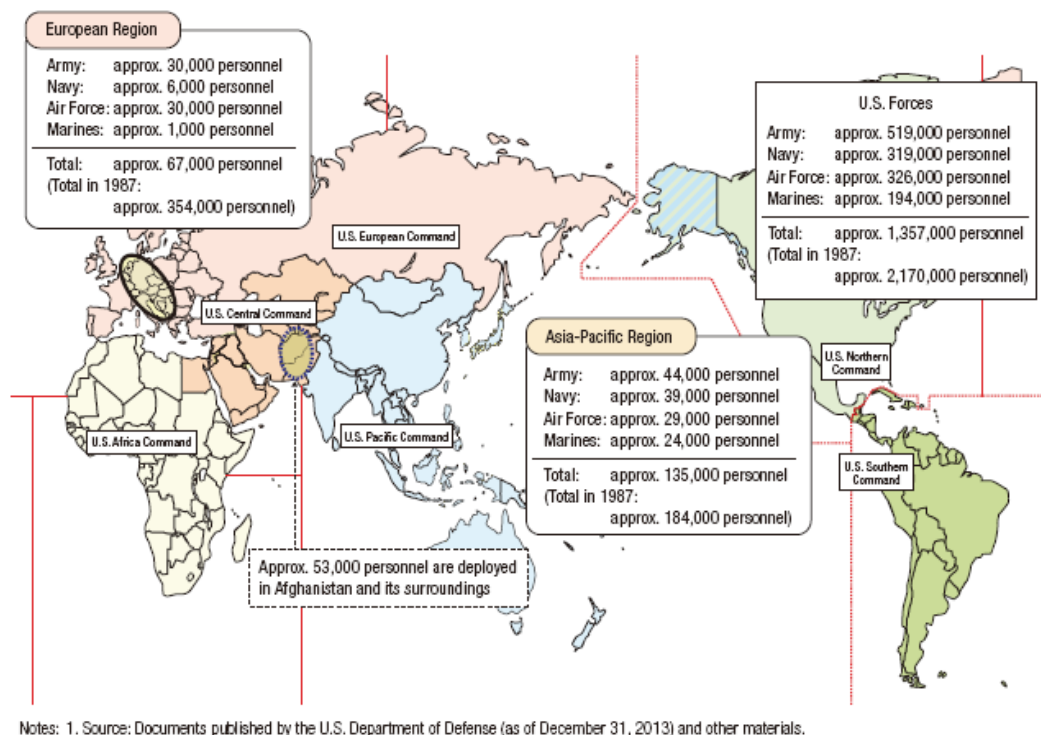 European Region
Army: approx. 30,000 personnel
Navy: approx. 6,000 personnel
Air Force: approx. 30,000 personnel
Marines: approx. 1,000 personnel
Total: approx. 67,000 personnel
(Total in 1987:
approx. 354,000 personnel)
U.S. Forces
Army: approx. 519,000 personnel
Navy: approx. 319,000 personnel
Air Force: approx. 326,000 personnel
Marines: approx. 194,000 personnel
Total: approx. 1,357,000 personnel
(Total in 1987:
approx. 2,170,000 personnel)
U.S. European Command
U.S. Central Command
Asia-Pacific Region
Army: approx. 44,000 personnel
Navy: approx. 39,000 personnel
Air Force: approx. 29,000 personnel
Marines: approx. 24,000 personnel
Total: approx. 135,000 personnel
(Total in 1987:
approx. 184,000 personnel)
U.S. Northern
Command
U.S. Africa Command
U.S. Pacific Command
U.S. Southern
Command
Approx. 53,000 personnel are deployed
in Afghanistan and its surroundings
Notes: 1. Source: Documents published by the U.S. Department of Defense (as of December 31, 2013) and other materials.